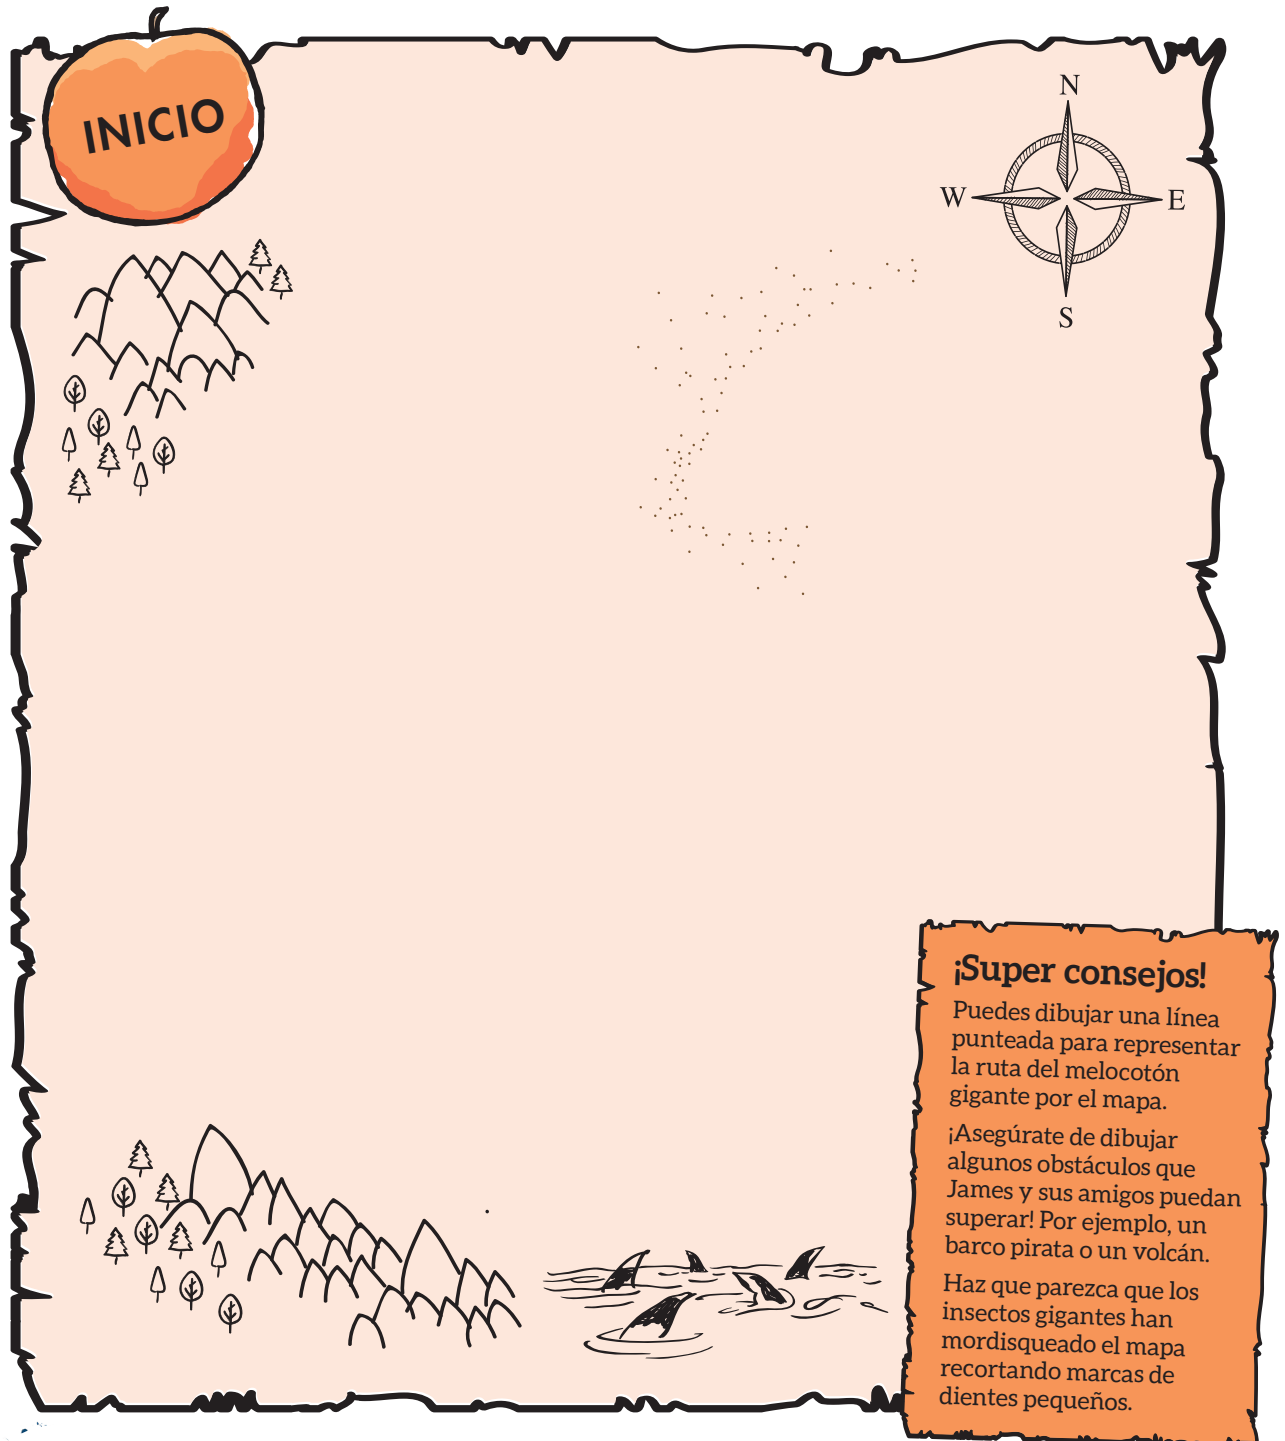 INICIO
N
W
E
S
¡Super consejos!
Puedes dibujar una línea
punteada para representar
la ruta del melocotón
gigante por el mapa.
¡Asegúrate de dibujar
algunos obstáculos que
James y sus amigos puedan
superar! Por ejemplo, un
barco pirata o un volcán.
Haz que parezca que los
insectos gigantes han
mordisqueado el mapa
recortando marcas de
dientes pequeños.